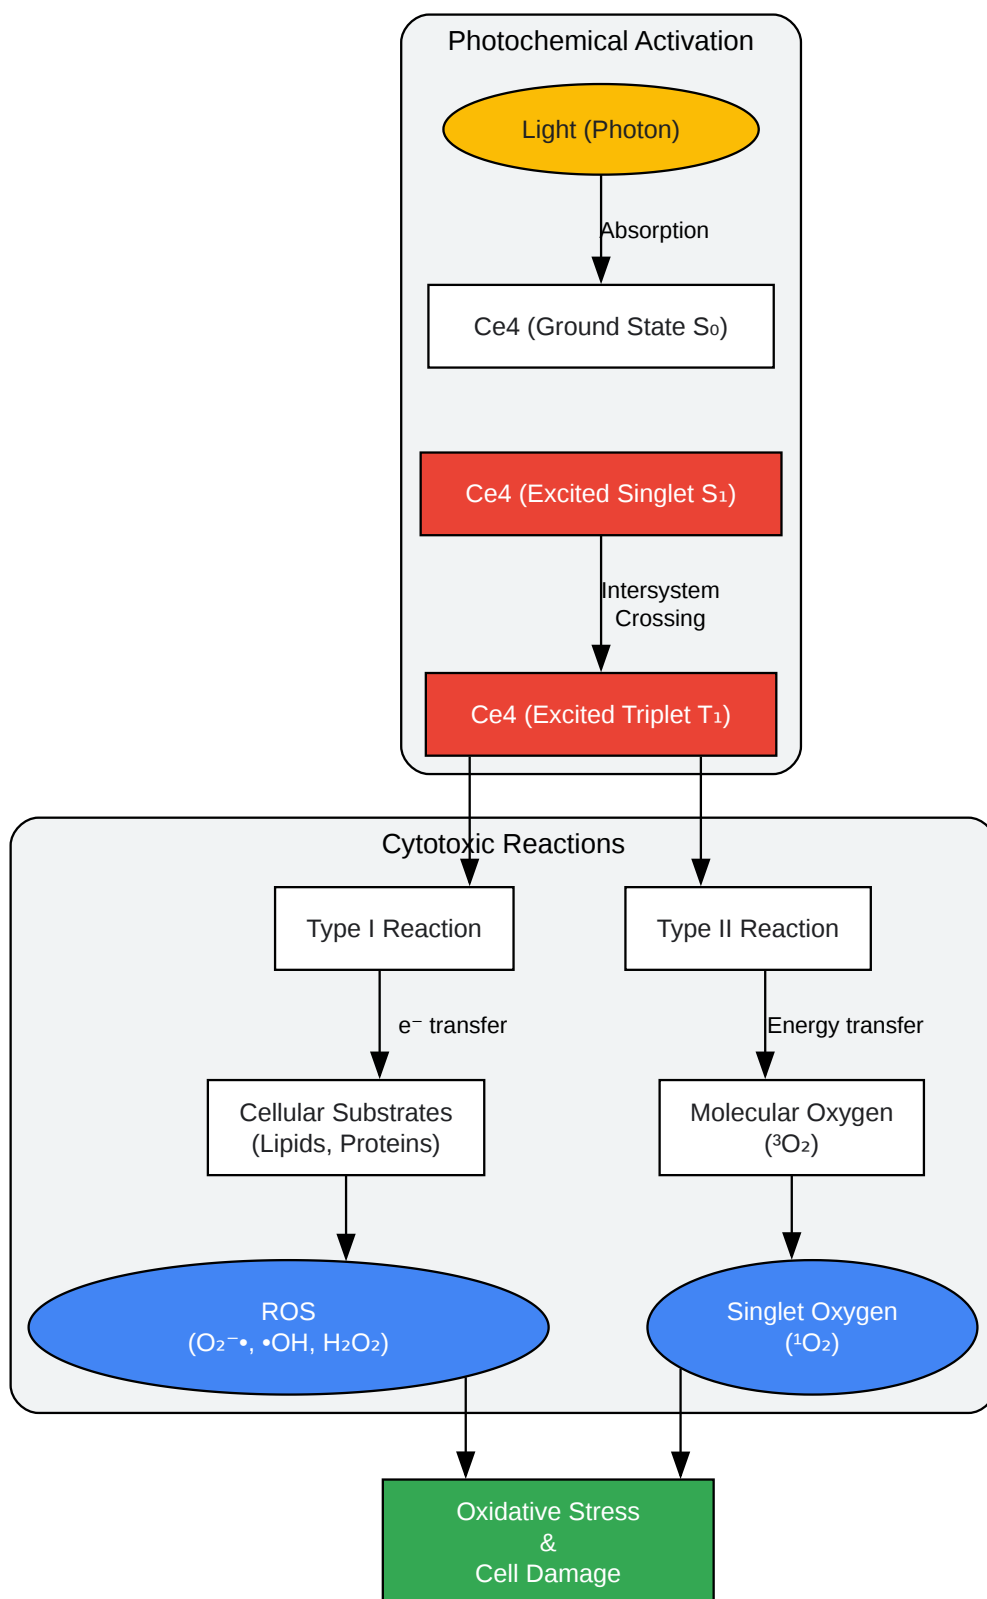 Photochemical Activation
Light (Photon)
Absorption
Ce4 (Ground State S₀)
Ce4 (Excited Singlet S₁)
Intersystem
Crossing
Ce4 (Excited Triplet T₁)
Cytotoxic Reactions
Type I Reaction
Type II Reaction
e⁻ transfer
Energy transfer
Cellular Substrates
(Lipids, Proteins)
Molecular Oxygen
(³O₂)
ROS
(O₂⁻•, •OH, H₂O₂)
Singlet Oxygen
(¹O₂)
Oxidative Stress
&
Cell Damage